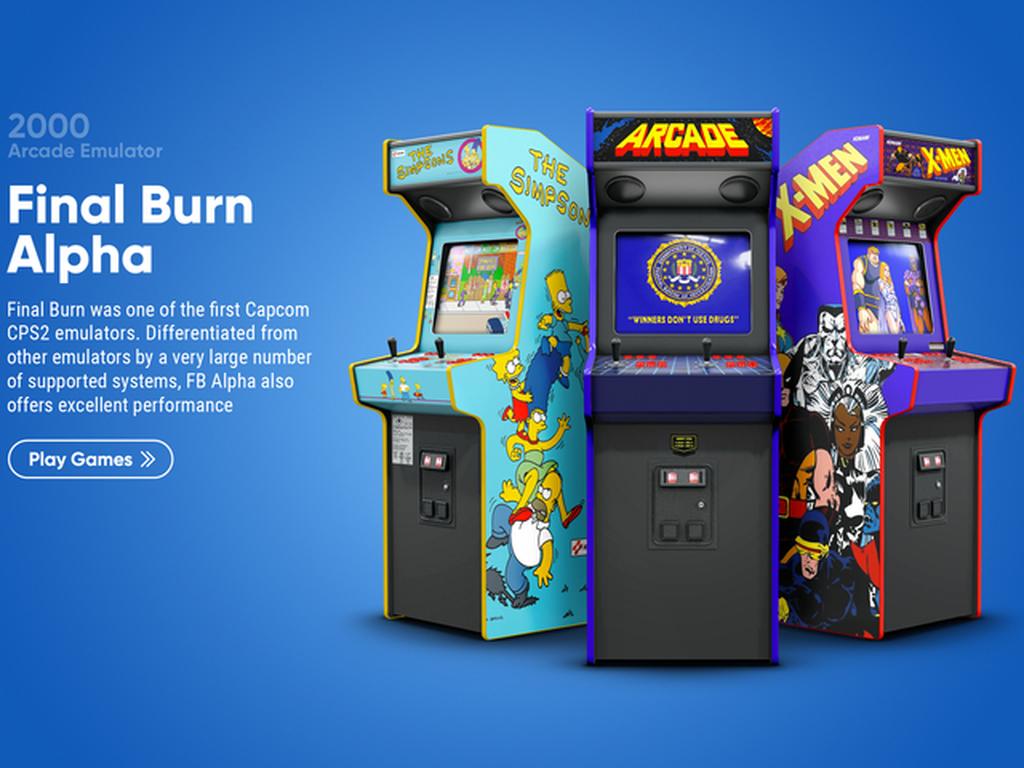 2000
Arcade Emulator
Final Burn
Alpha
Final Burn was one of the first Capcom
CPS2 emulators. Differentiated from
other emulators by a very large number
of supported systems, FB Alpha also
offers excellent performance
Play Games
THE
SIMPSONS
THE
SIMPSON
ARCADE
"WINNERS DON'T USE DRUGS"
X-MEN
KONAMI
X-MEN